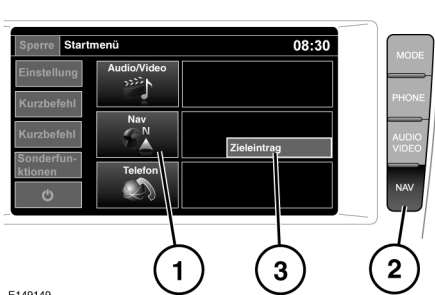 Sperre Startmenü 08:30
Einstellung
Kurzbefehl
Kurzbefehl
Sonderfun-
ktionen
Audio/Video
Nav
N
Telefon
Zieleintrag
MODE
PHONE
AUDIO
VIDEO
NAV
1
3
2
E149149